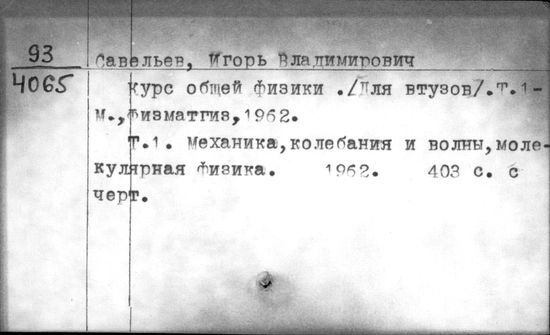 93
4065
Савельев, Игорь Владимирович
Курс общей физики ./Для втузов/.Т.1-
М.,Физматгиз,1962.
Т.1. Механика,колебания и волны,моле-
кулярная физика. 1962. 403 с. с
черт.